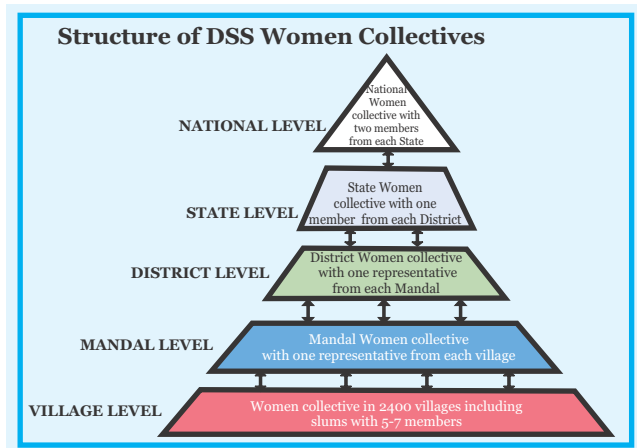 Structure of DSS Women Collectives
National
Women
collective with
two members
from each State
NATIONAL LEVEL
State Women
collective with one
member from each District
STATE LEVEL
District Women collective
with one representative
from each Mandal
DISTRICT LEVEL
Mandal Women collective
with one representative from each village
MANDAL LEVEL
Women collective in 2400 villages including
slums with 5-7 members
VILLAGE LEVEL